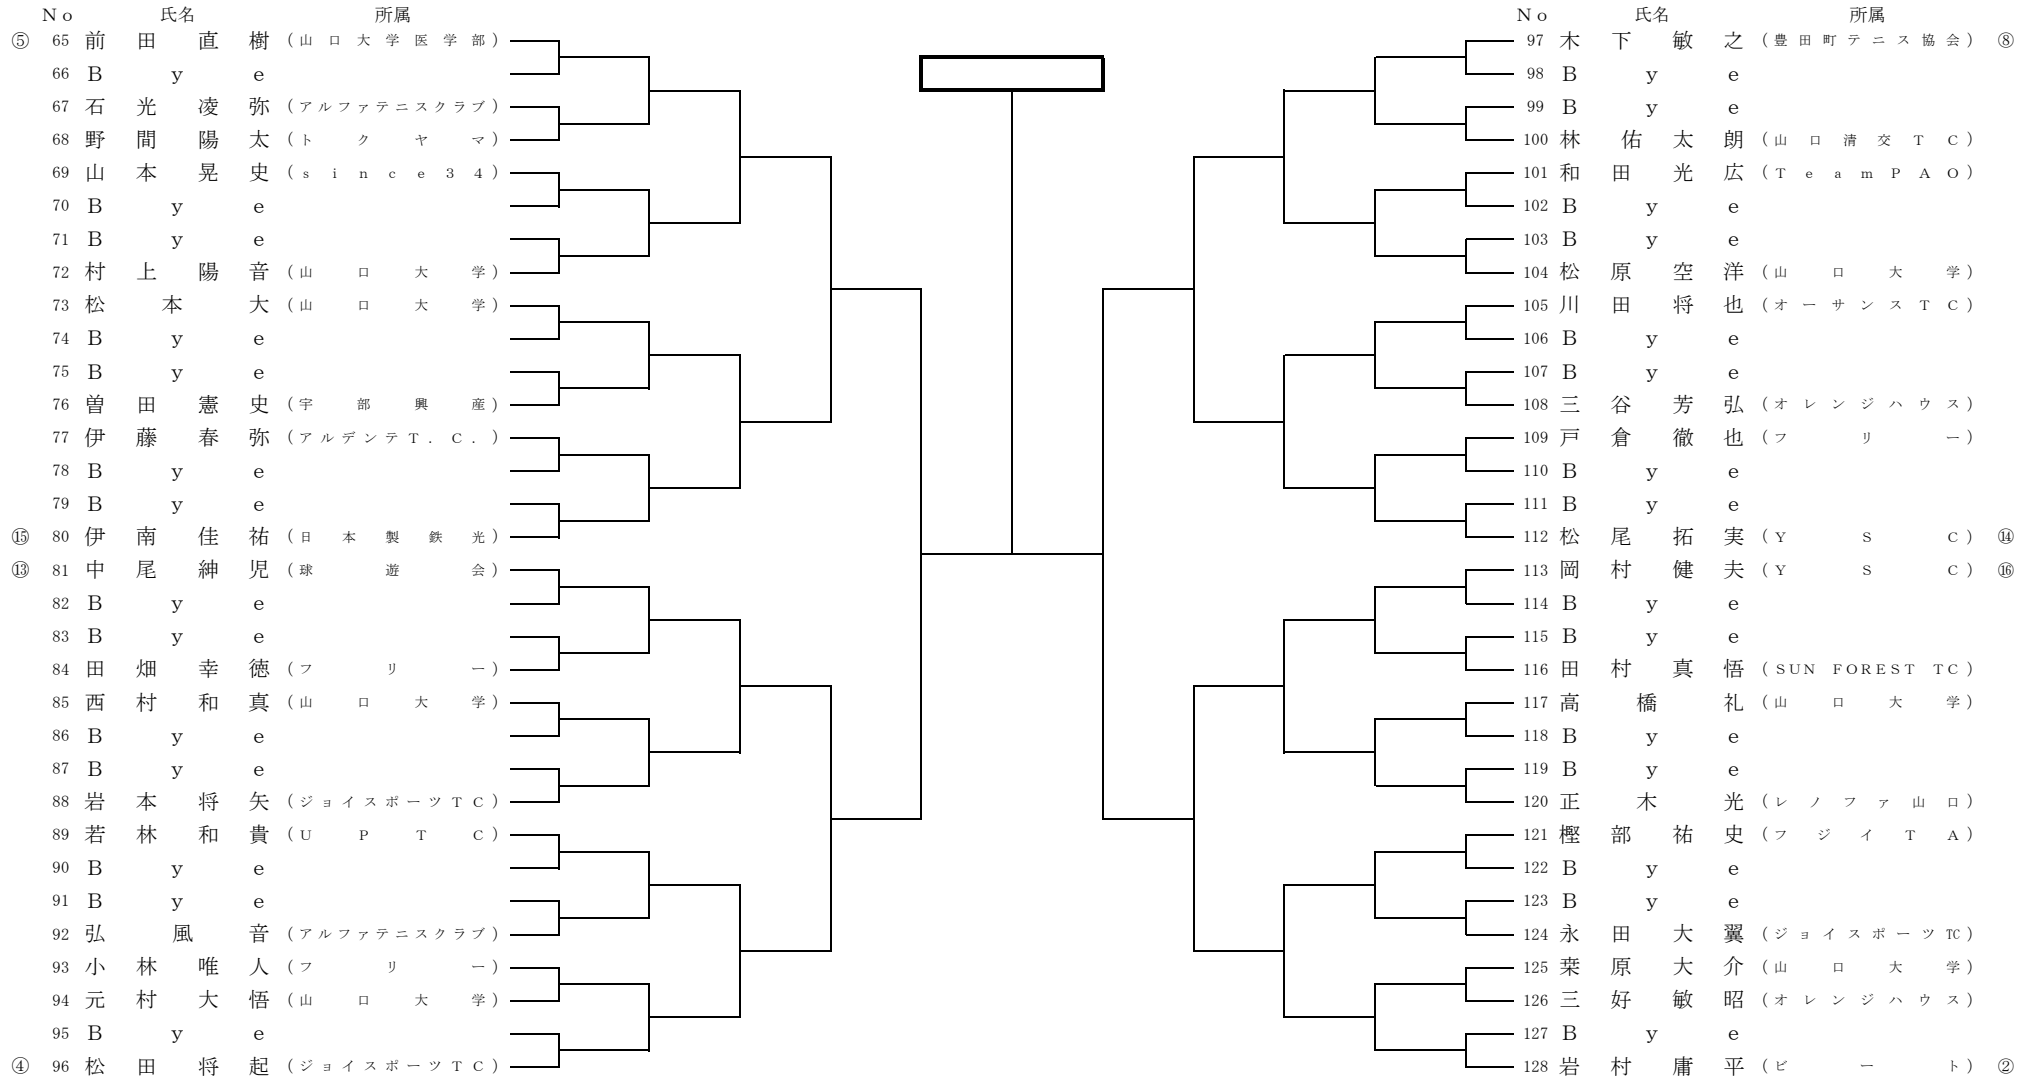 No 氏名 所属
⑤ 65 前田直樹 (山口大学医学部)
66 Bye
67 石光凌弥 (アルファテニスクラブ)
68 野間陽太 (トクヤマ)
69 山本晃史 (since34)
70 Bye
71 Bye
72 村上陽音 (山口大学)
73 松本大 (山口大学)
74 Bye
75 Bye
76 曽田憲史 (宇部興産)
77 伊藤春弥 (アルデンテT.C.)
78 Bye
79 Bye
⑮ 80 伊南佳祐 (日本製鉄光)
⑬ 81 中尾紳児 (球遊会)
82 Bye
83 Bye
84 田畑幸徳 (フリー)
85 西村和真 (山口大学)
86 Bye
87 Bye
88 岩本将矢 (ジョイスポーツTC)
89 若林和貴 (UPTC)
90 Bye
91 Bye
92 弘風音 (アルファテニスクラブ)
93 小林唯人 (フリー)
94 元村大悟 (山口大学)
95 Bye
④ 96 松田将起 (ジョイスポーツTC)
No 氏名 所属
97 木下敏之 (豊田町テニス協会) ⑧
98 Bye
99 Bye
100 林佑太朗 (山口清交TC)
101 和田光広 (TeamPAO)
102 Bye
103 Bye
104 松原空洋 (山口大学)
105 川田将也 (オーサンスTC)
106 Bye
107 Bye
108 三谷芳弘 (オレンジハウス)
109 戸倉徹也 (フリー)
110 Bye
111 Bye
112 松尾拓実 (YSC) ⑭
113 岡村健夫 (YSC) ⑯
114 Bye
115 Bye
116 田村真悟 (SUN FOREST TC)
117 高橋礼 (山口大学)
118 Bye
119 Bye
120 正木光 (レノファ山口)
121 樫部祐史 (フジイTA)
122 Bye
123 Bye
124 永田大翼 (ジョイスポーツTC)
125 桒原大介 (山口大学)
126 三好敏昭 (オレンジハウス)
127 Bye
128 岩村庸平 (ビート) ②